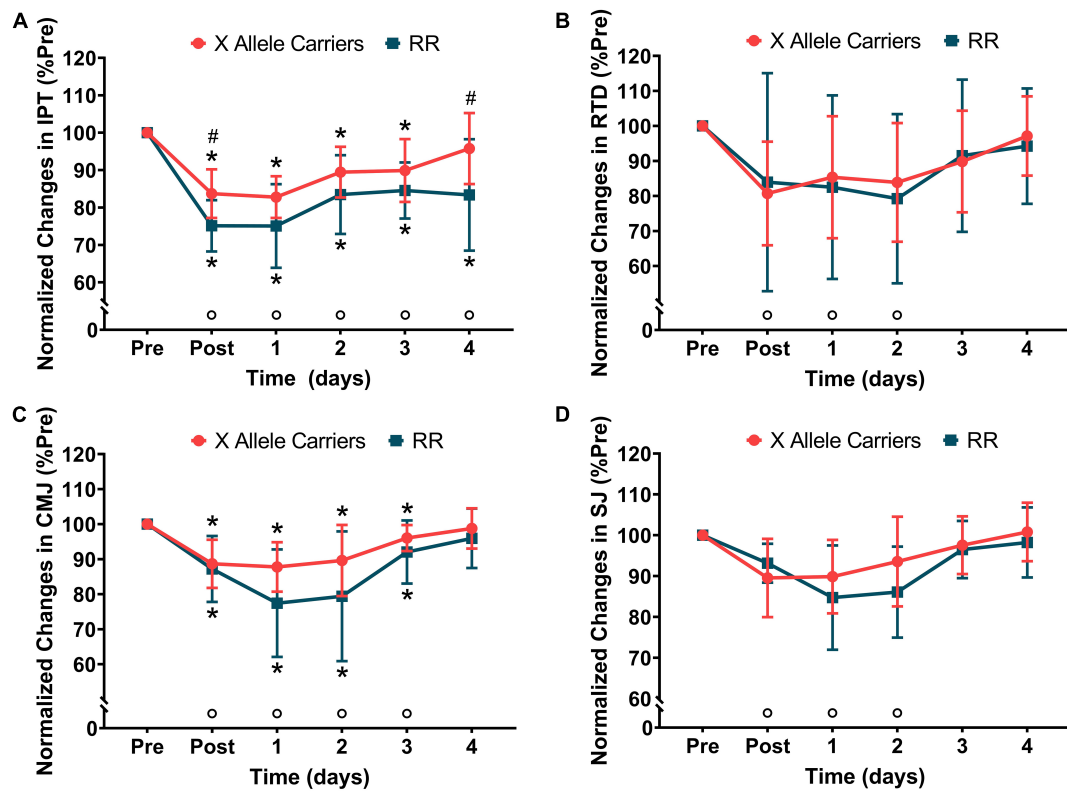 A
X Allele Carriers RR
Normalized Changes in IPT (%Pre)
120
110
100
90
80
70
60
0
# # * * * * * * * * *
Pre Post 1 2 3 4
Time (days)
B
X Allele Carriers RR
Normalized Changes in RTD (%Pre)
120
110
100
90
80
70
60
0
Pre Post 1 2 3 4
Time (days)
C
X Allele Carriers RR
Normalized Changes in CMJ (%Pre)
120
110
100
90
80
70
60
0
* * * * * * * *
Pre Post 1 2 3 4
Time (days)
D
X Allele Carriers RR
Normalized Changes in SJ (%Pre)
120
110
100
90
80
70
60
0
Pre Post 1 2 3 4
Time (days)